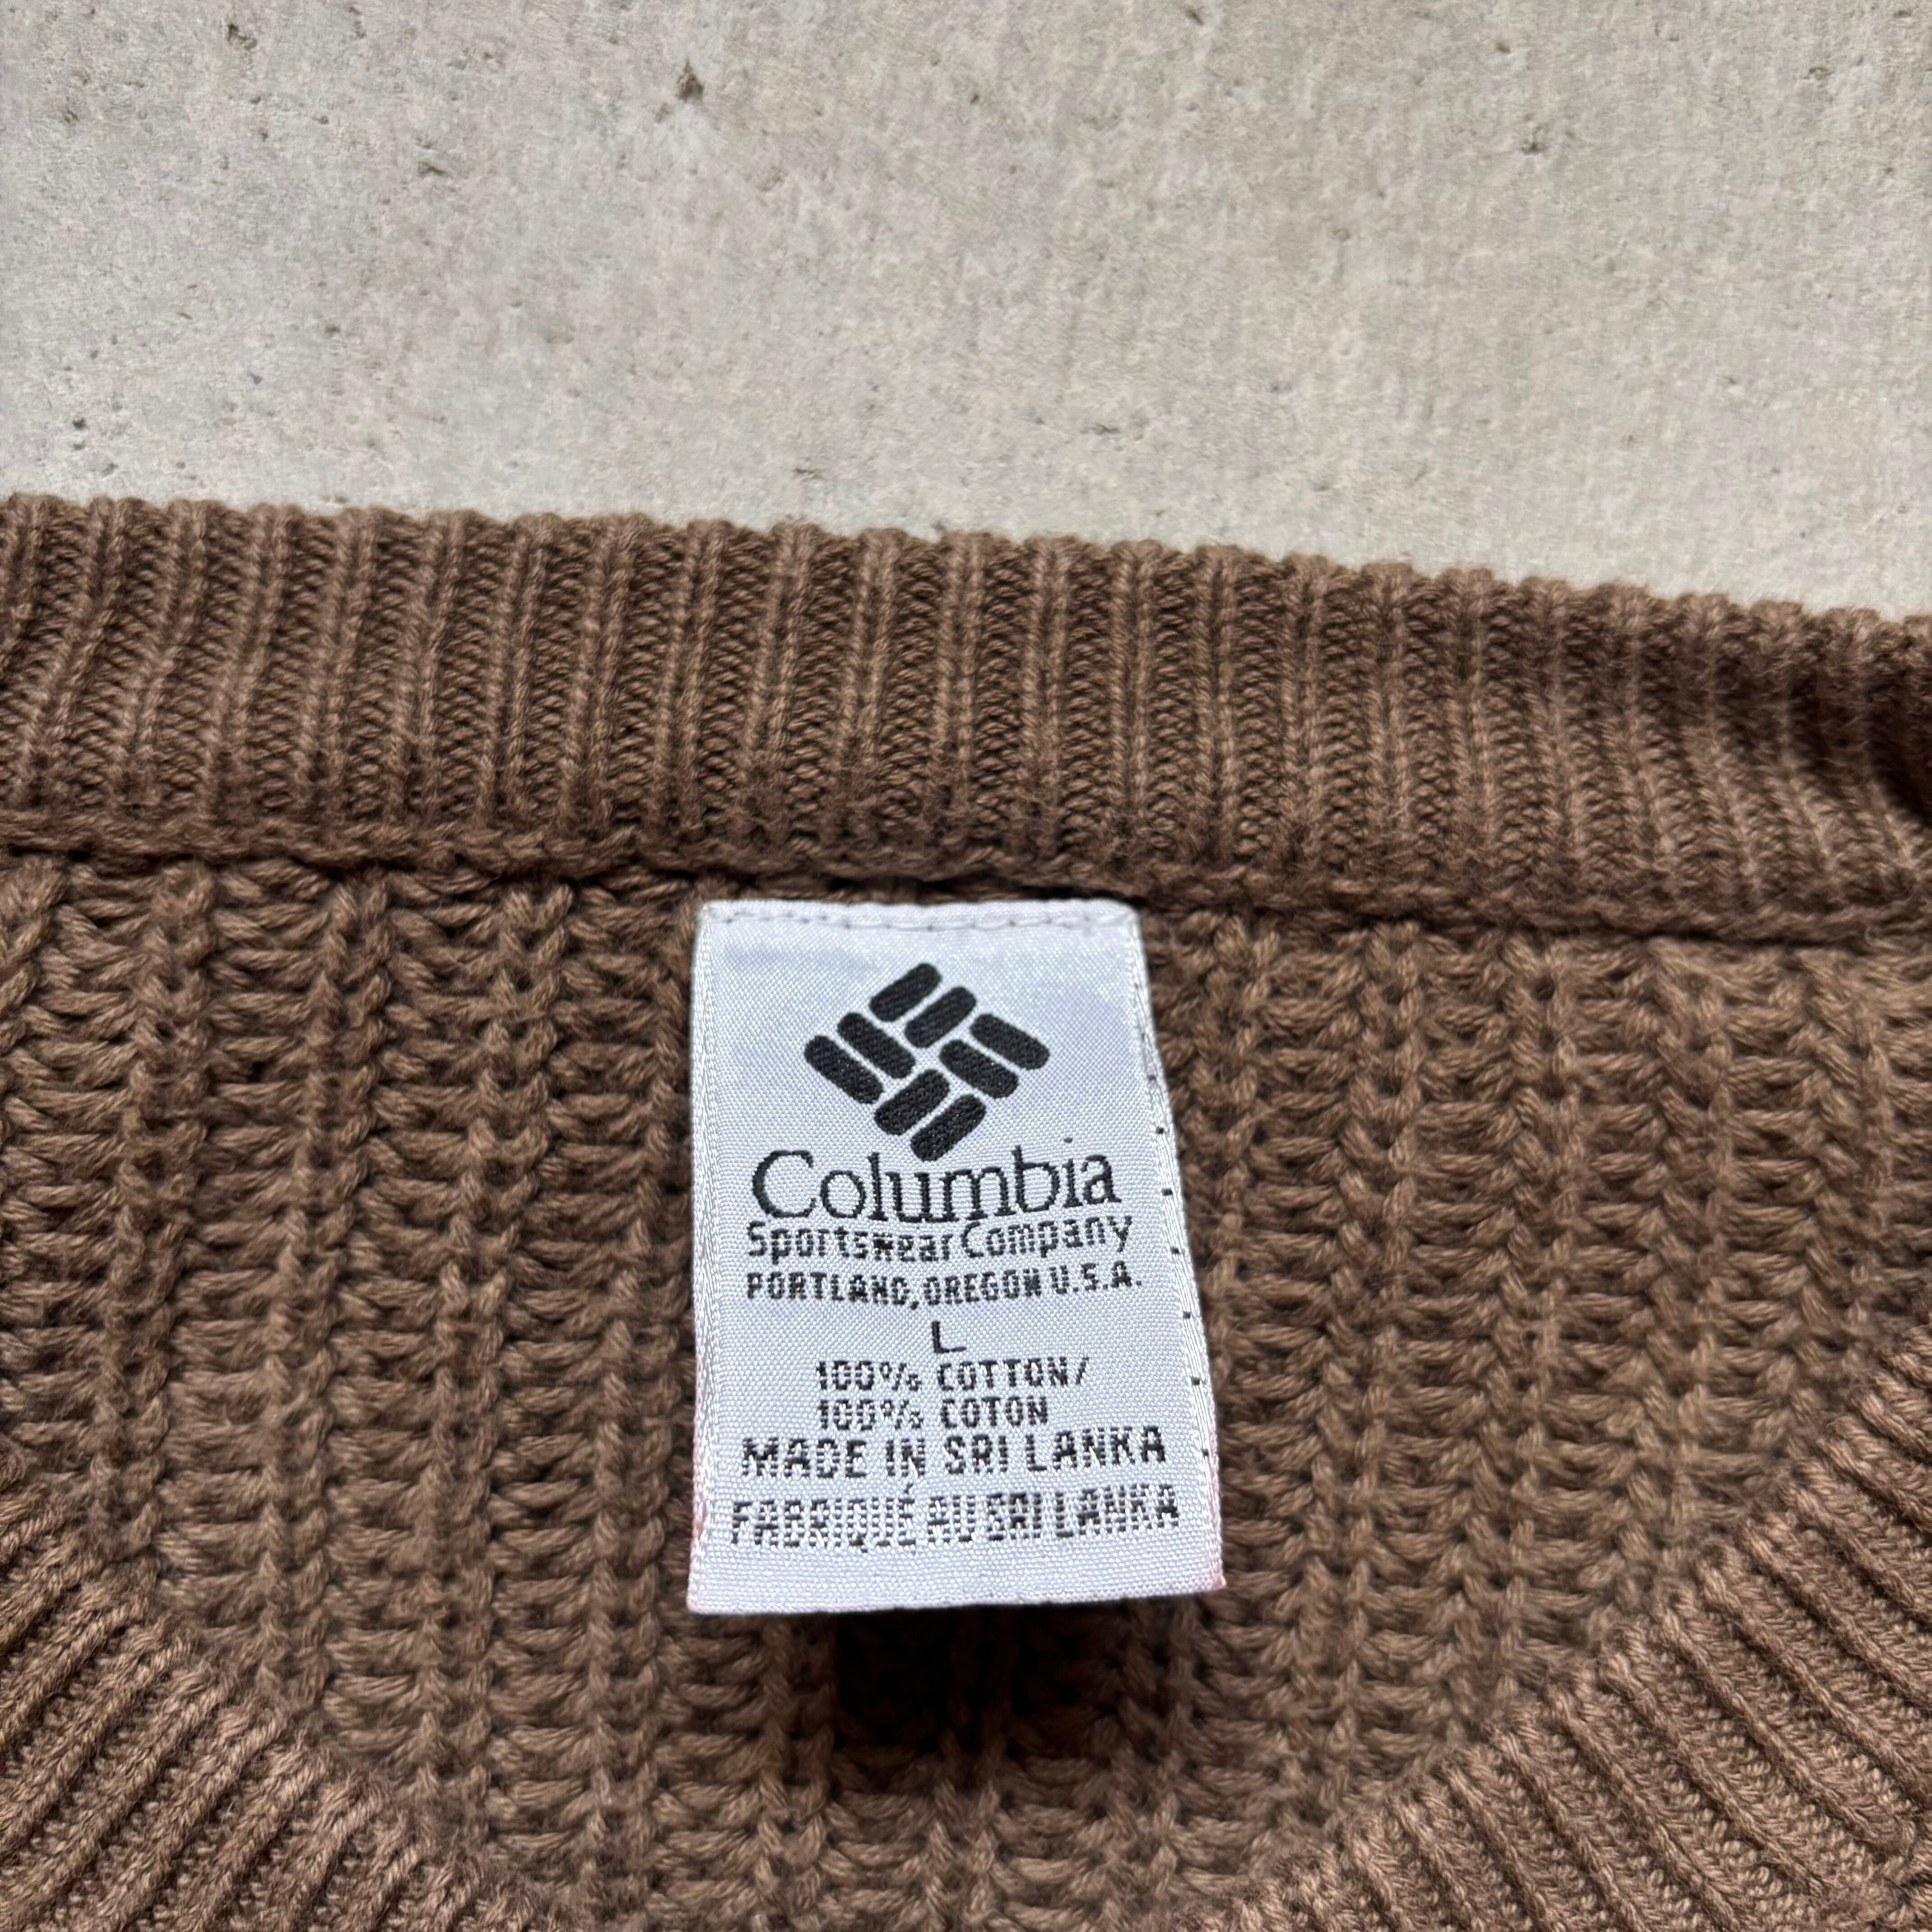 Columbia
Sportswear Company
PORTLAND, OREGON U.S.A.
L
100% COTTON/
100% COTON
MADE IN SRI LANKA
FABRIQUÉ AU SRI LANKA